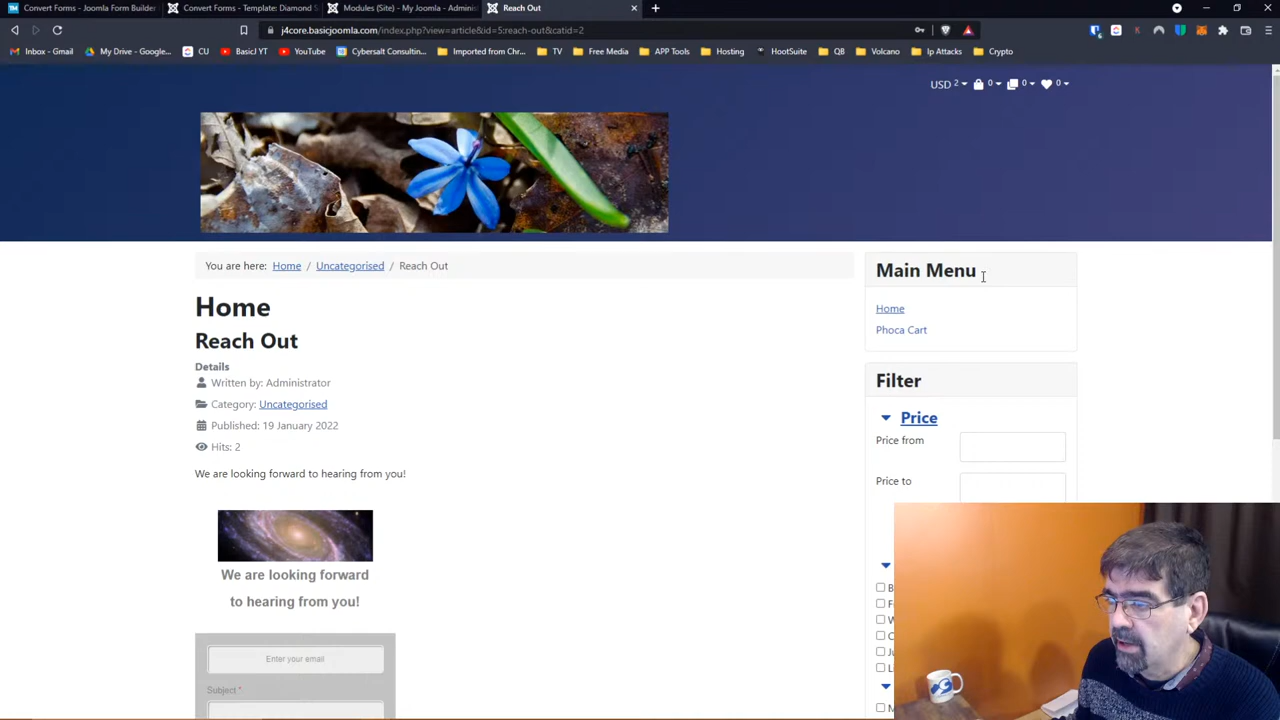 Convert Forms - Joomla Form Builder
Convert Forms - Template: Diamond S
Modules (Site) - My Joomla - Adminis
Reach Out
j4core.basicjoomla.com/index.php?view=article&id=5:reach-out&catid=2
Inbox - Gmail
My Drive - Google...
CU
BasicJ YT
YouTube
Cybersalt Consultin...
Imported from Chr...
TV
Free Media
APP Tools
Hosting
HootSuite
QB
Volcano
Ip Attacks
Crypto
USD 2
0
0
0
You are here: Home / Uncategorised / Reach Out
Home
Reach Out
Details
Written by: Administrator
Category: Uncategorised
Published: 19 January 2022
Hits: 2
We are looking forward to hearing from you!
We are looking forward
to hearing from you!
Enter your email
Subject *
Main Menu
Home
Phoca Cart
Filter
Price
Price from
Price to